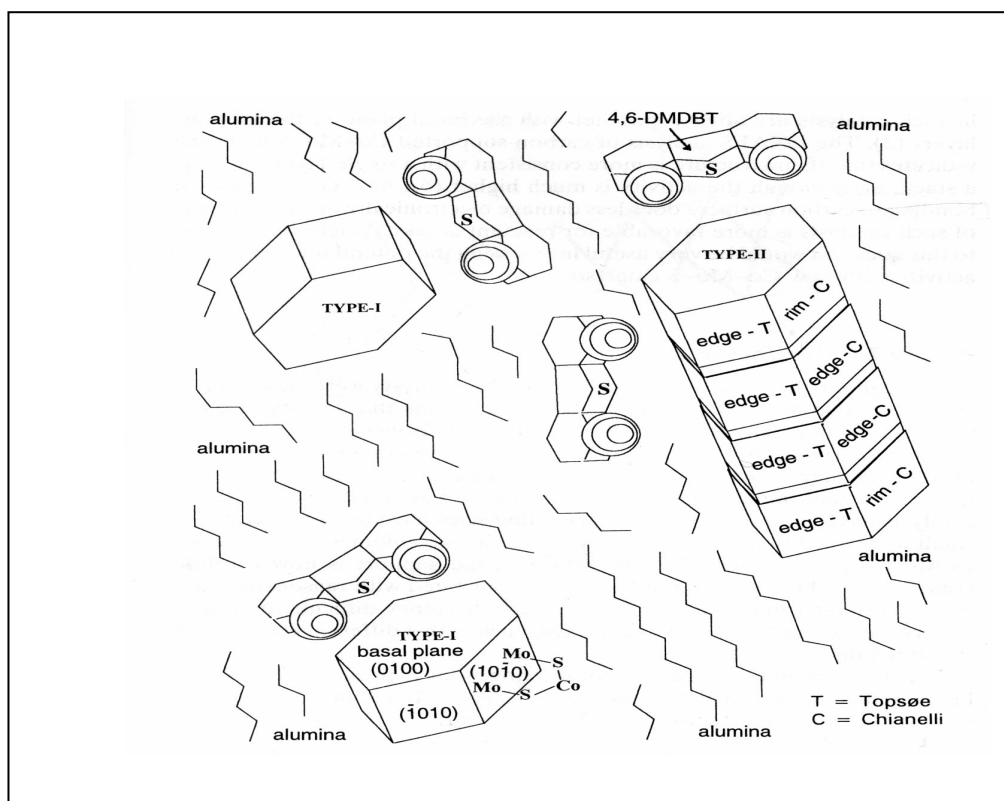 alumina
4,6-DMDBT
alumina
S
S
TYPE-II
TYPE-I
rim - C
edge - T
edge-C
edge - T
S
edge-C
edge - T
alumina
rim - C
edge - T
alumina
S
TYPE-I
basal plane
(0100)
Mo
S
(101̄0)
Mo
S
Co
(1̄010)
T = Topsøe
C = Chianelli
alumina
alumina